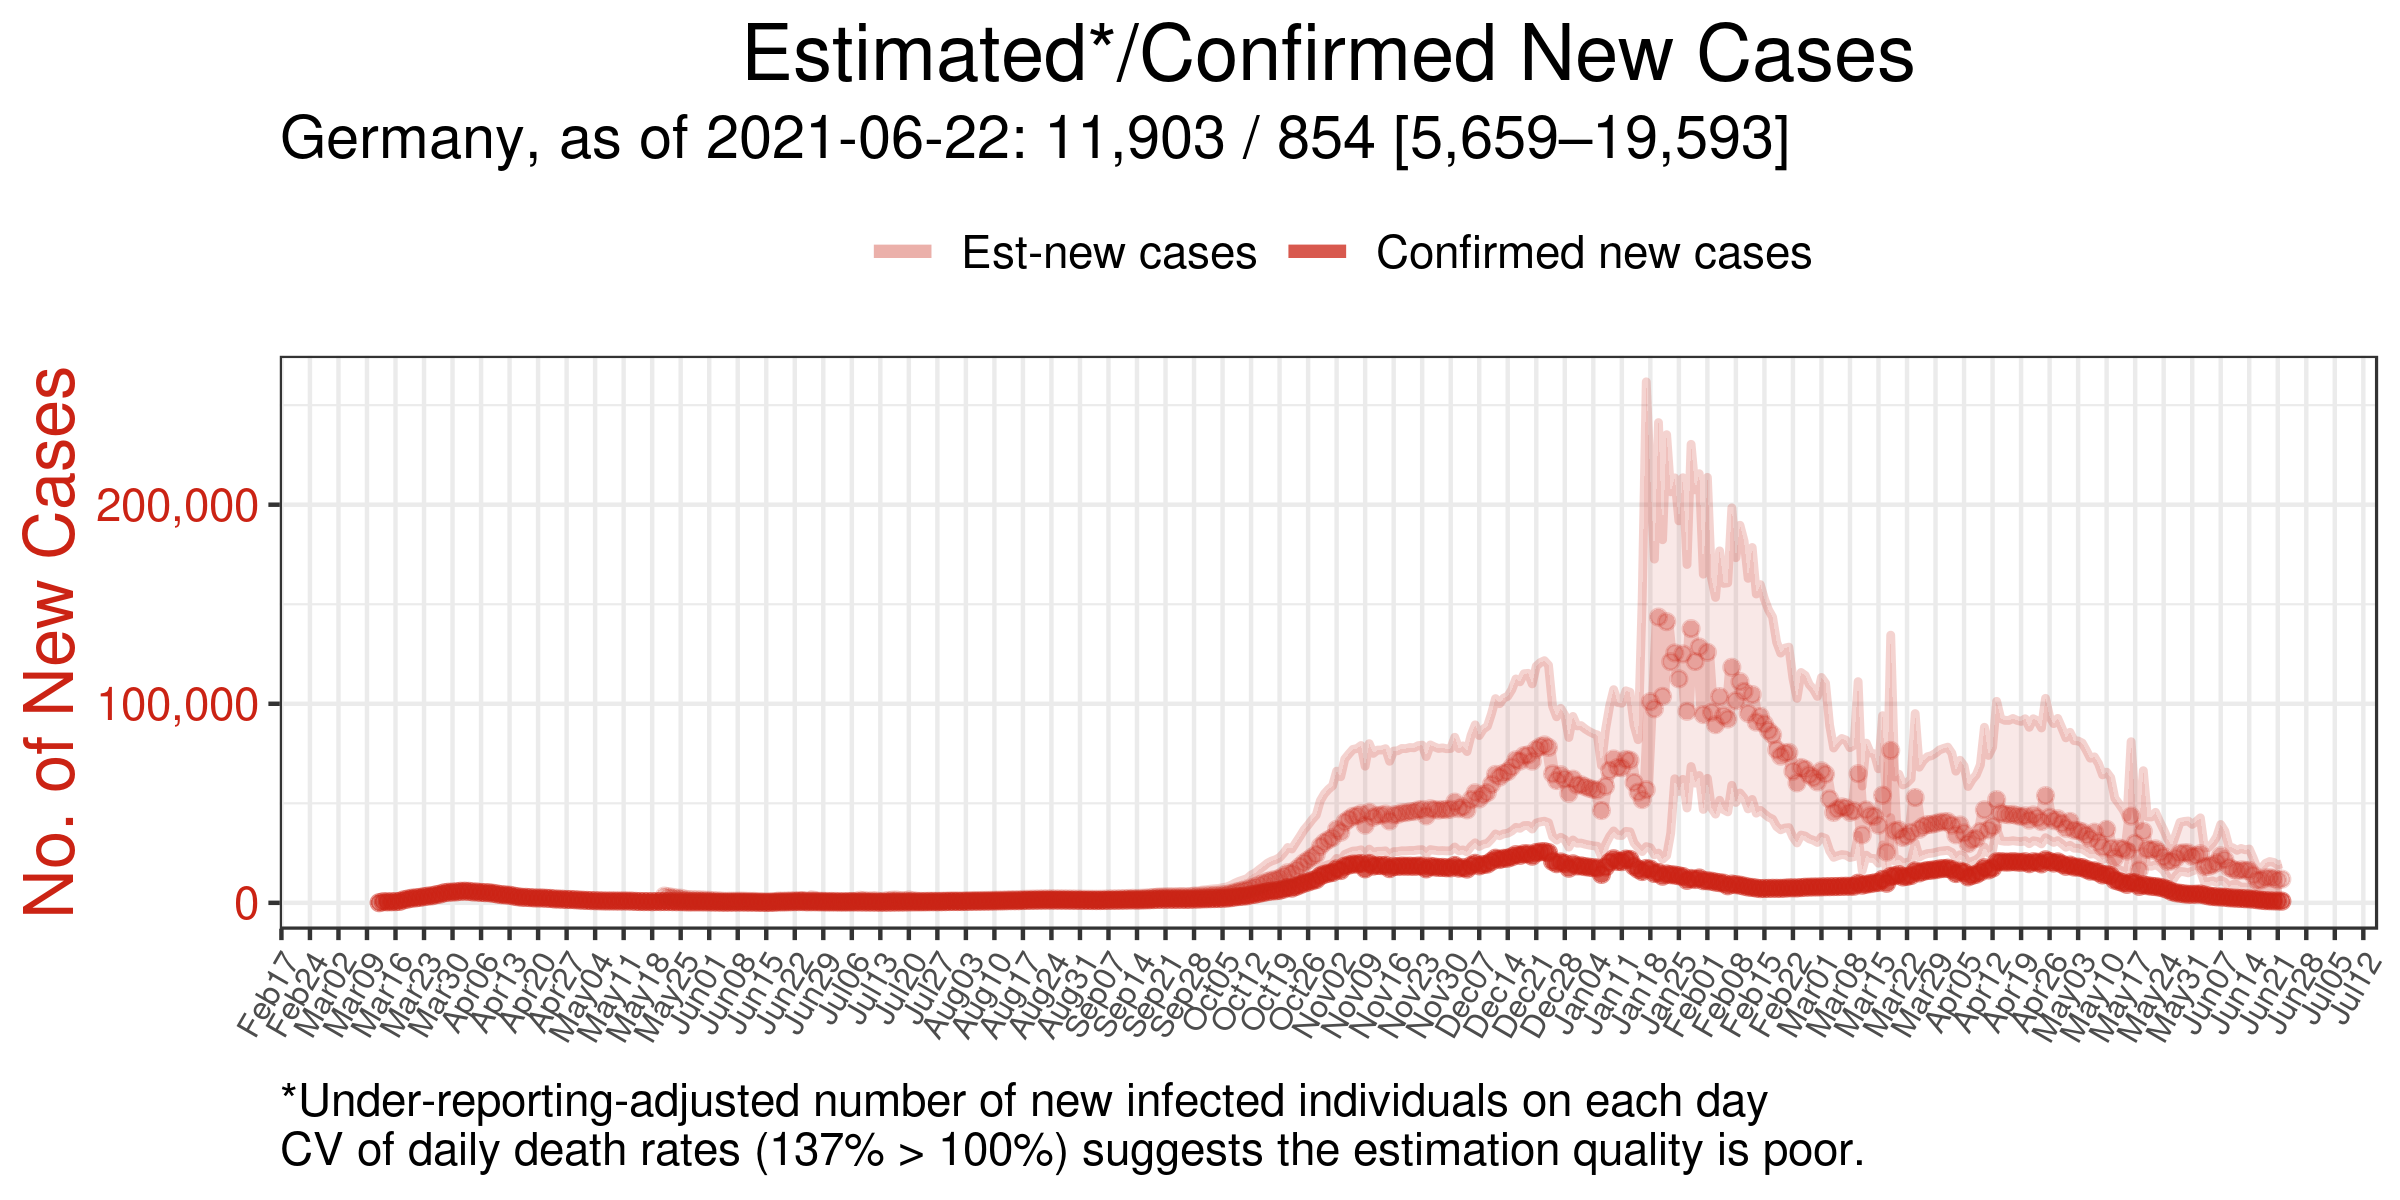 Estimated*/Confirmed New Cases
Germany, as of 2021-06-22: 11,903 / 854 [5,659–19,593]
Est-new cases
Confirmed new cases
No. of New Cases
200,000
100,000
0
Feb17
Feb24
Mar02
Mar09
Mar16
Mar23
Mar30
Apr06
Apr13
Apr20
Apr27
May04
May11
May18
May25
Jun01
Jun08
Jun15
Jun22
Jun29
Jul06
Jul13
Jul20
Jul27
Aug03
Aug10
Aug17
Aug24
Aug31
Sep07
Sep14
Sep21
Sep28
Oct05
Oct12
Oct19
Oct26
Nov02
Nov09
Nov16
Nov23
Nov30
Dec07
Dec14
Dec21
Dec28
Jan04
Jan11
Jan18
Jan25
Feb01
Feb08
Feb15
Feb22
Mar01
Mar08
Mar15
Mar22
Mar29
Apr05
Apr12
Apr19
Apr26
May03
May10
May17
May24
May31
Jun07
Jun14
Jun21
Jun28
Jul05
Jul12
*Under-reporting-adjusted number of new infected individuals on each day
CV of daily death rates (137% > 100%) suggests the estimation quality is poor.